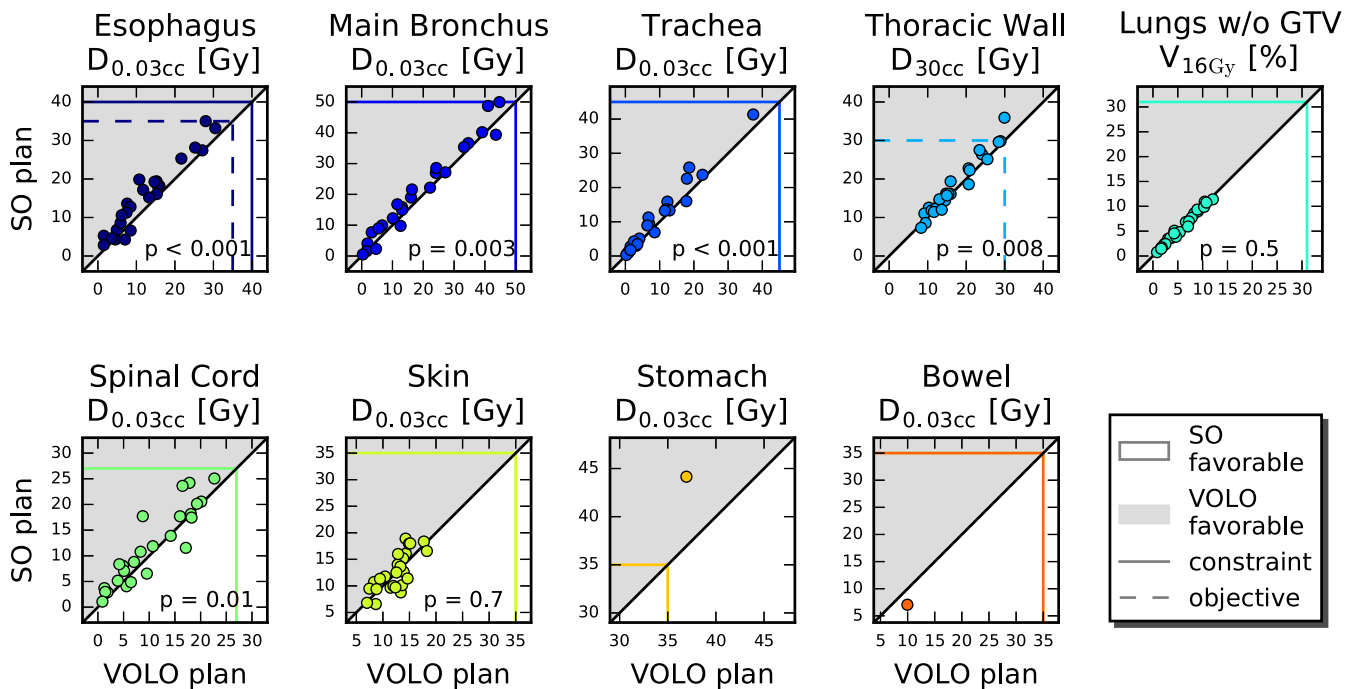 Esophagus
D0.03cc [Gy]
Main Bronchus
D0.03cc [Gy]
Trachea
D0.03cc [Gy]
Thoracic Wall
D30cc [Gy]
Lungs w/o GTV
V16Gy [%]
SO plan
40
30
20
10
0
p < 0.001
0 10 20 30 40
50
40
30
20
10
0
p = 0.003
0 10 20 30 40 50
40
30
20
10
0
p < 0.001
0 10 20 30 40
40
30
20
10
0
p = 0.008
0 10 20 30 40
30
25
20
15
10
5
0
p = 0.5
0 5 10 15 20 25 30
Spinal Cord
D0.03cc [Gy]
Skin
D0.03cc [Gy]
Stomach
D0.03cc [Gy]
Bowel
D0.03cc [Gy]
SO plan
30
25
20
15
10
5
0
p = 0.01
0 5 10 15 20 25 30
VOLO plan
35
30
25
20
15
10
5
p = 0.7
5 10 15 20 25 30 35
VOLO plan
45
40
35
30
30 35 40 45
VOLO plan
35
30
25
20
15
10
5
5 10 15 20 25 30 35
VOLO plan
SO
favorable
VOLO
favorable
constraint
objective